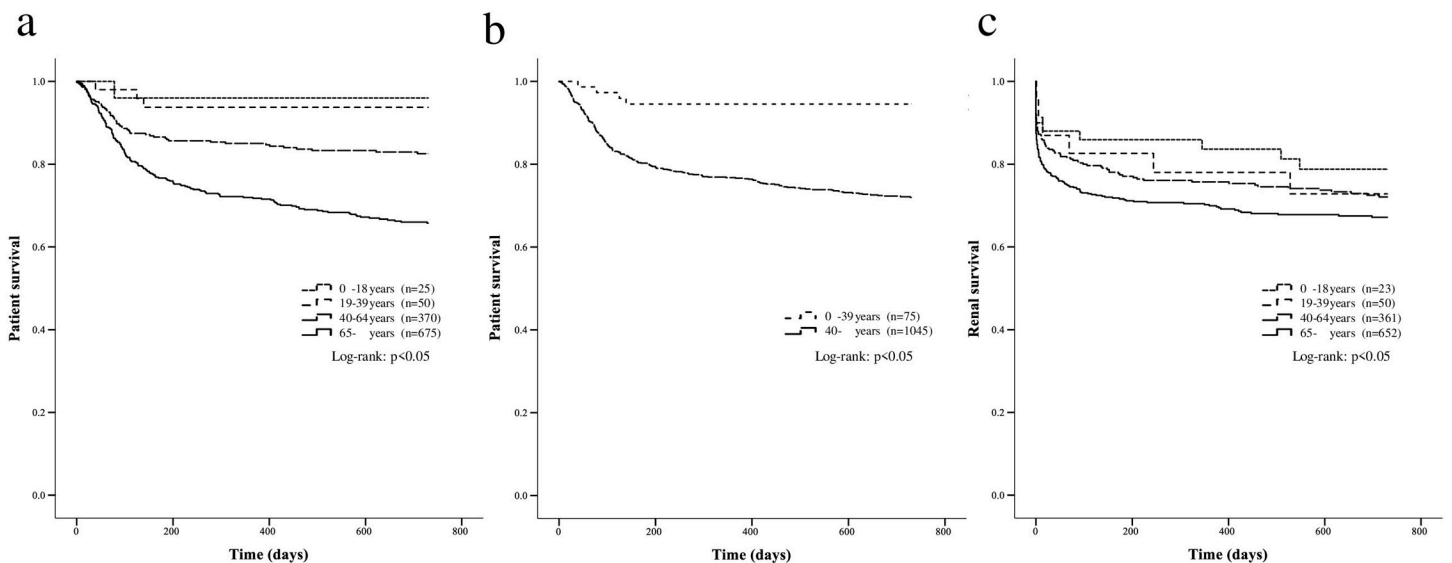 a
1.0
0.8
0.6
0.4
0.2
0.0
Patient survival
0 -18 years (n=25)
19-39 years (n=50)
40-64 years (n=370)
65- years (n=675)
Log-rank: p<0.05
0 200 400 600 800
Time (days)
b
1.0
0.8
0.6
0.4
0.2
0.0
Patient survival
0 -39 years (n=75)
40- years (n=1045)
Log-rank: p<0.05
0 200 400 600 800
Time (days)
c
1.0
0.8
0.6
0.4
0.2
0.0
Renal survival
0 -18 years (n=23)
19-39 years (n=50)
40-64 years (n=361)
65- years (n=652)
Log-rank: p<0.05
0 200 400 600 800
Time (days)